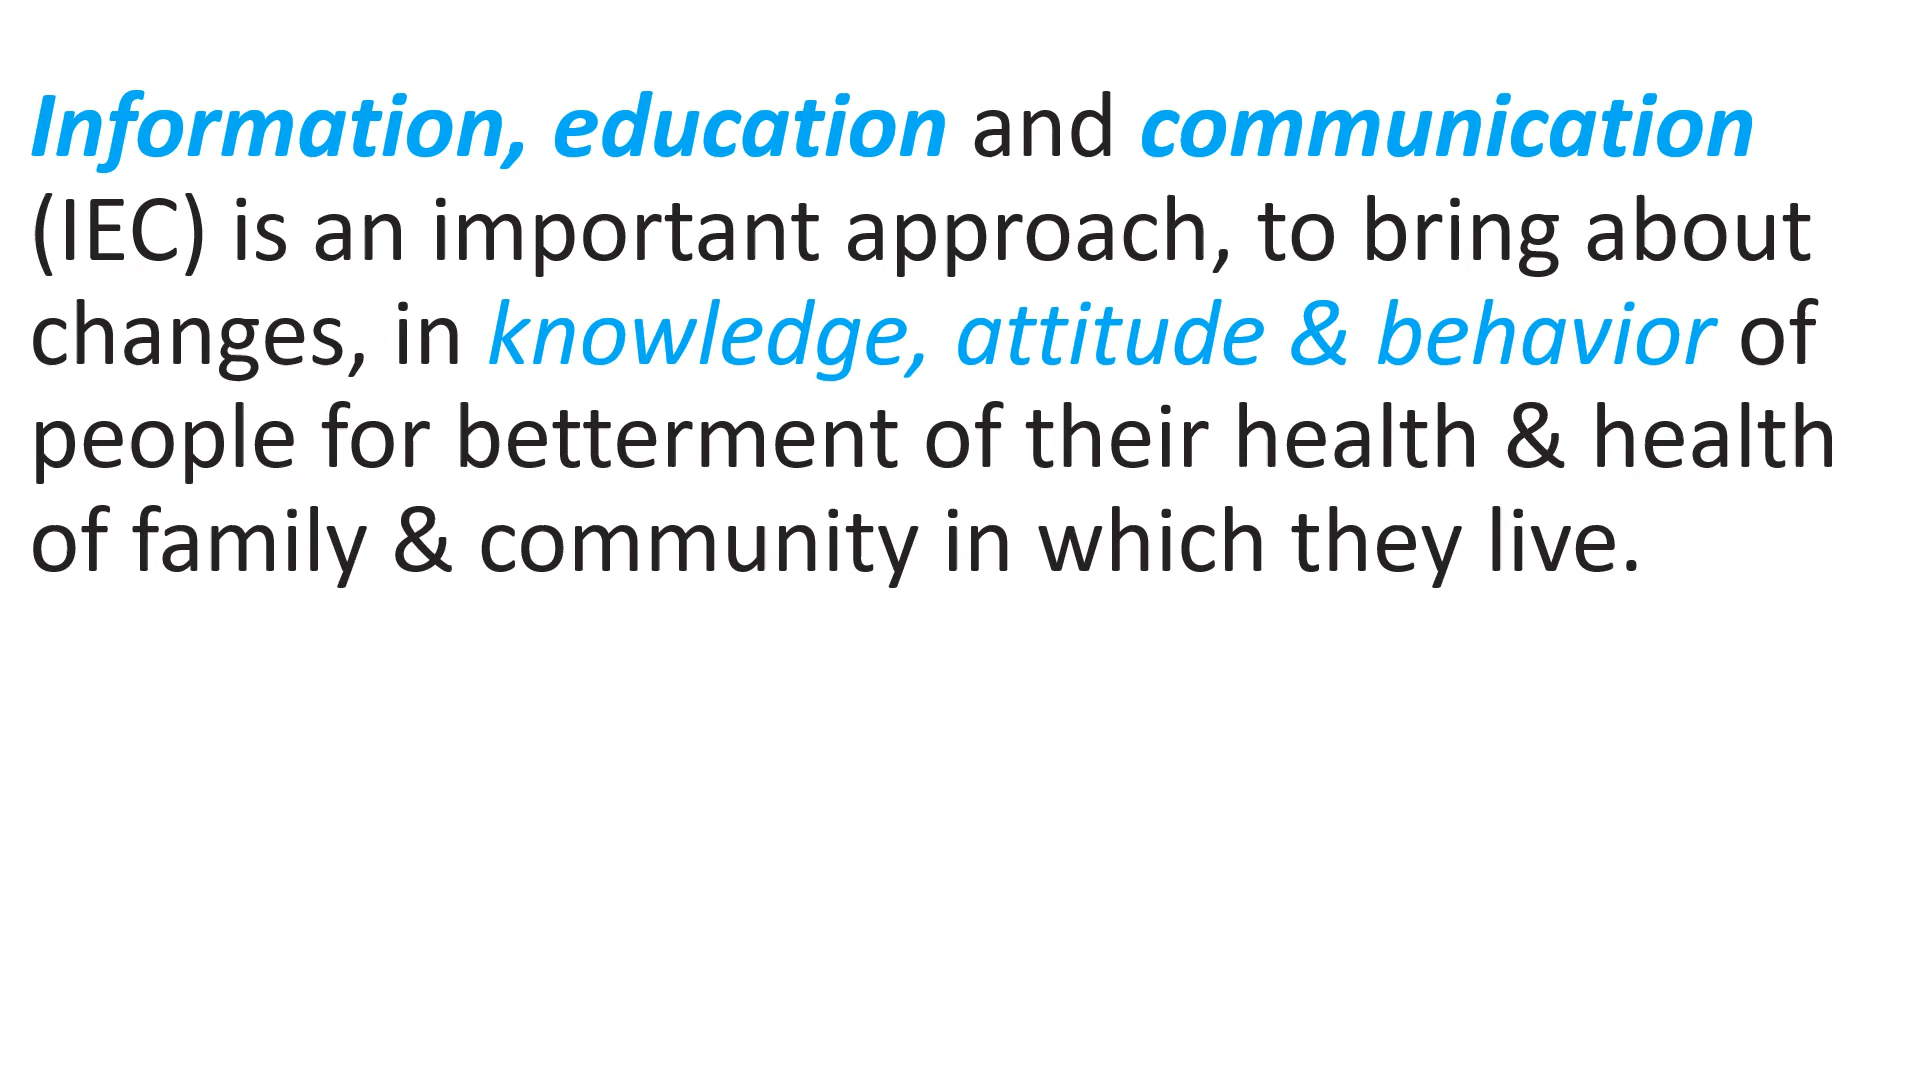 Information, education and communication
(IEC) is an important approach, to bring about
changes, in knowledge, attitude & behavior of
people for betterment of their health & health
of family & community in which they live.